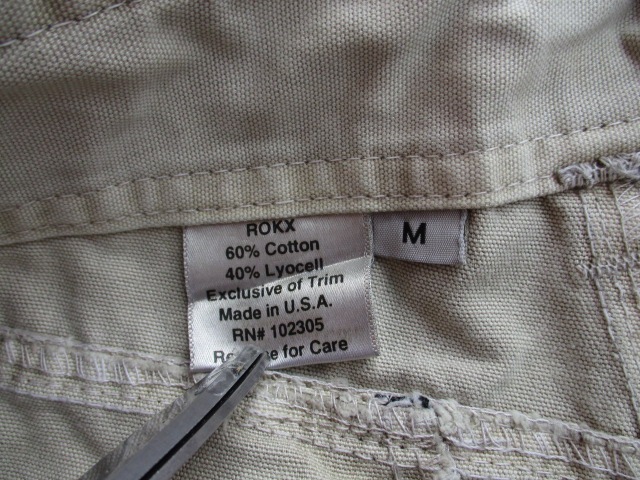 ROKX
M
60% Cotton
40% Lyocell
Exclusive of Trim
Made in U.S.A.
RN# 102305
for Care